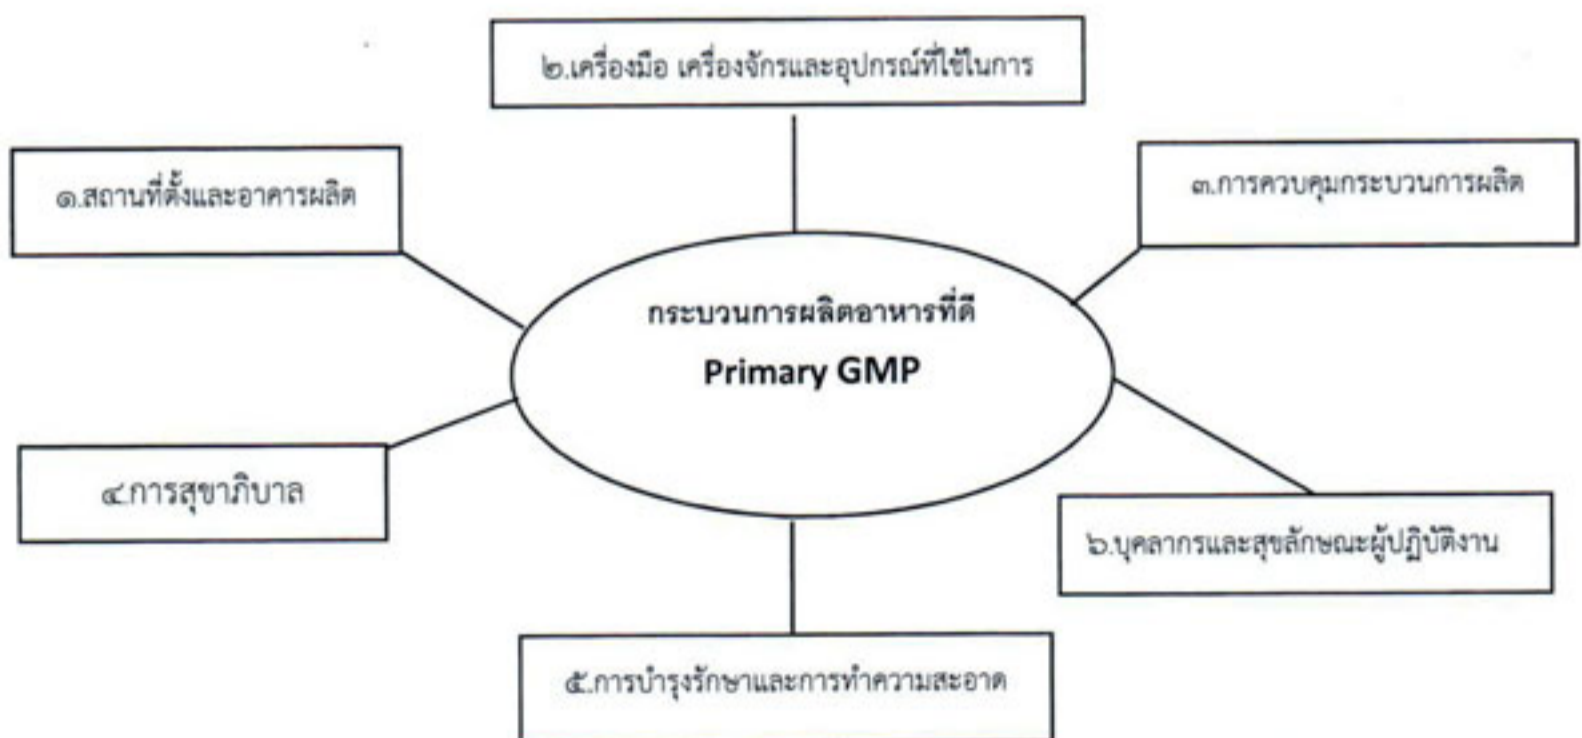 ๒.เครื่องมือ เครื่องจักรและอุปกรณ์ที่ใช้ในการ
๑.สถานที่ตั้งและอาคารผลิต
๓.การควบคุมกระบวนการผลิต
กระบวนการผลิตอาหารที่ดี
Primary GMP
๔.การสุขาภิบาล
๖.บุคลากรและสุขลักษณะผู้ปฏิบัติงาน
๕.การบำรุงรักษาและการทำความสะอาด